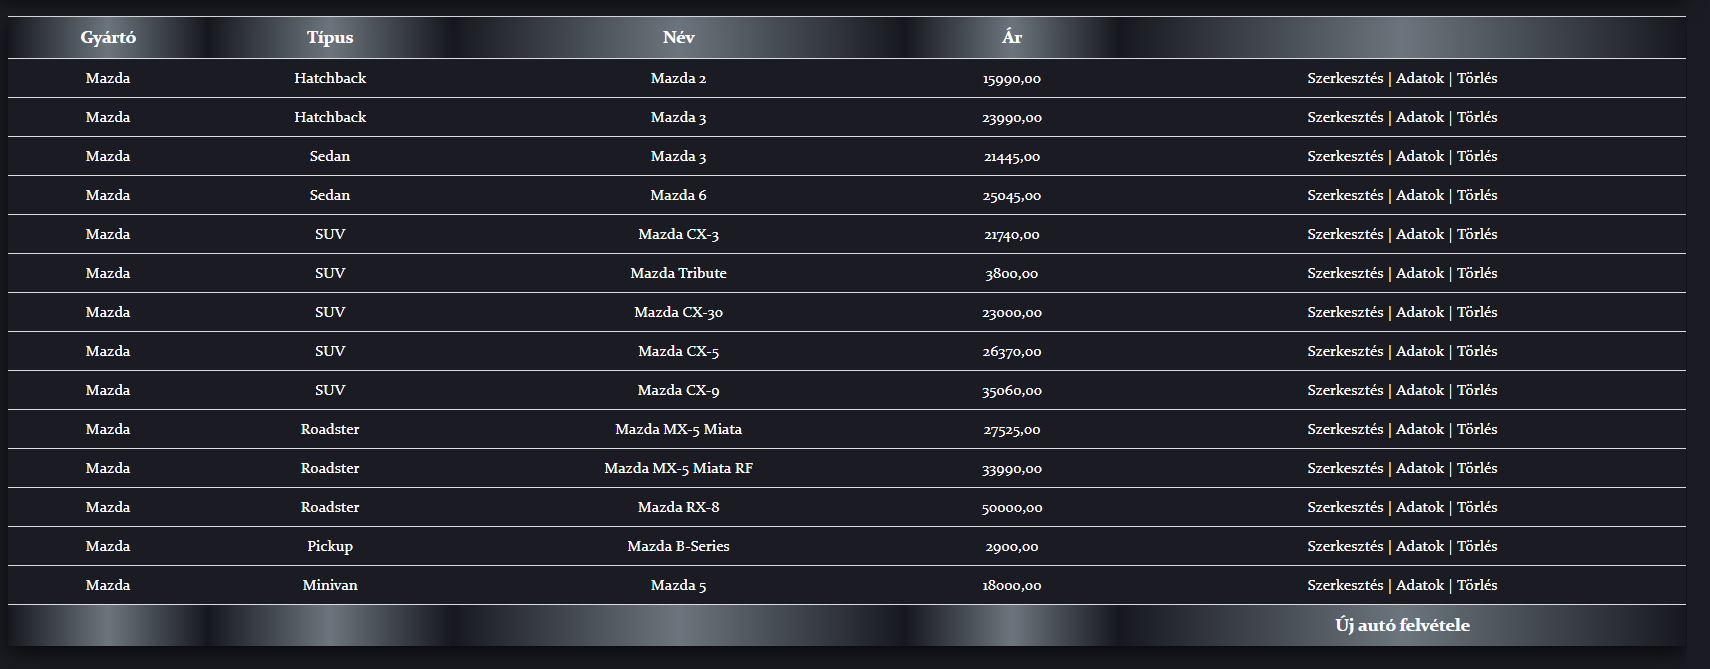 Gyártó Típus Név Ár
Mazda Hatchback Mazda 2 15990,00 Szerkesztés | Adatok | Törlés
Mazda Hatchback Mazda 3 23990,00 Szerkesztés | Adatok | Törlés
Mazda Sedan Mazda 3 21445,00 Szerkesztés | Adatok | Törlés
Mazda Sedan Mazda 6 25045,00 Szerkesztés | Adatok | Törlés
Mazda SUV Mazda CX-3 21740,00 Szerkesztés | Adatok | Törlés
Mazda SUV Mazda Tribute 3800,00 Szerkesztés | Adatok | Törlés
Mazda SUV Mazda CX-30 23000,00 Szerkesztés | Adatok | Törlés
Mazda SUV Mazda CX-5 26370,00 Szerkesztés | Adatok | Törlés
Mazda SUV Mazda CX-9 35060,00 Szerkesztés | Adatok | Törlés
Mazda Roadster Mazda MX-5 Miata 27525,00 Szerkesztés | Adatok | Törlés
Mazda Roadster Mazda MX-5 Miata RF 33990,00 Szerkesztés | Adatok | Törlés
Mazda Roadster Mazda RX-8 50000,00 Szerkesztés | Adatok | Törlés
Mazda Pickup Mazda B-Series 2900,00 Szerkesztés | Adatok | Törlés
Mazda Minivan Mazda 5 18000,00 Szerkesztés | Adatok | Törlés
Új autó felvétele